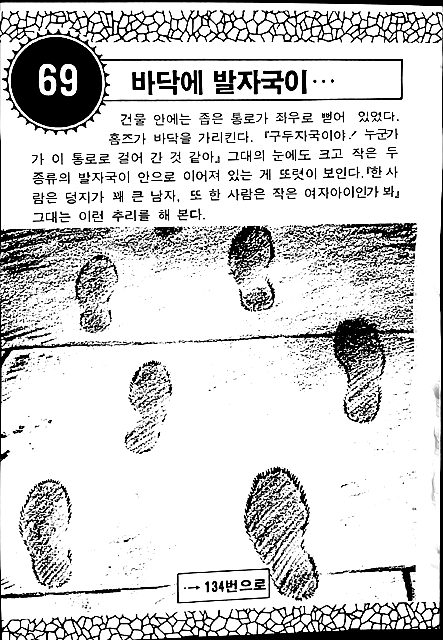 69
바닥에 발자국이…
건물 안에는 좁은 통로가 좌우로 뻗어 있었다.
홈즈가 바닥을 가리킨다. 『구두자국이야! 누군가
가 이 통로로 걸어 간 것 같아』 그대의 눈에도 크고 작은 두
종류의 발자국이 안으로 이어져 있는 게 또렷이 보인다.『한 사
람은 덩치가 꽤 큰 남자, 또 한 사람은 작은 여자아이인가 봐』
그대는 이런 추리를 해 본다.
→ 134번으로